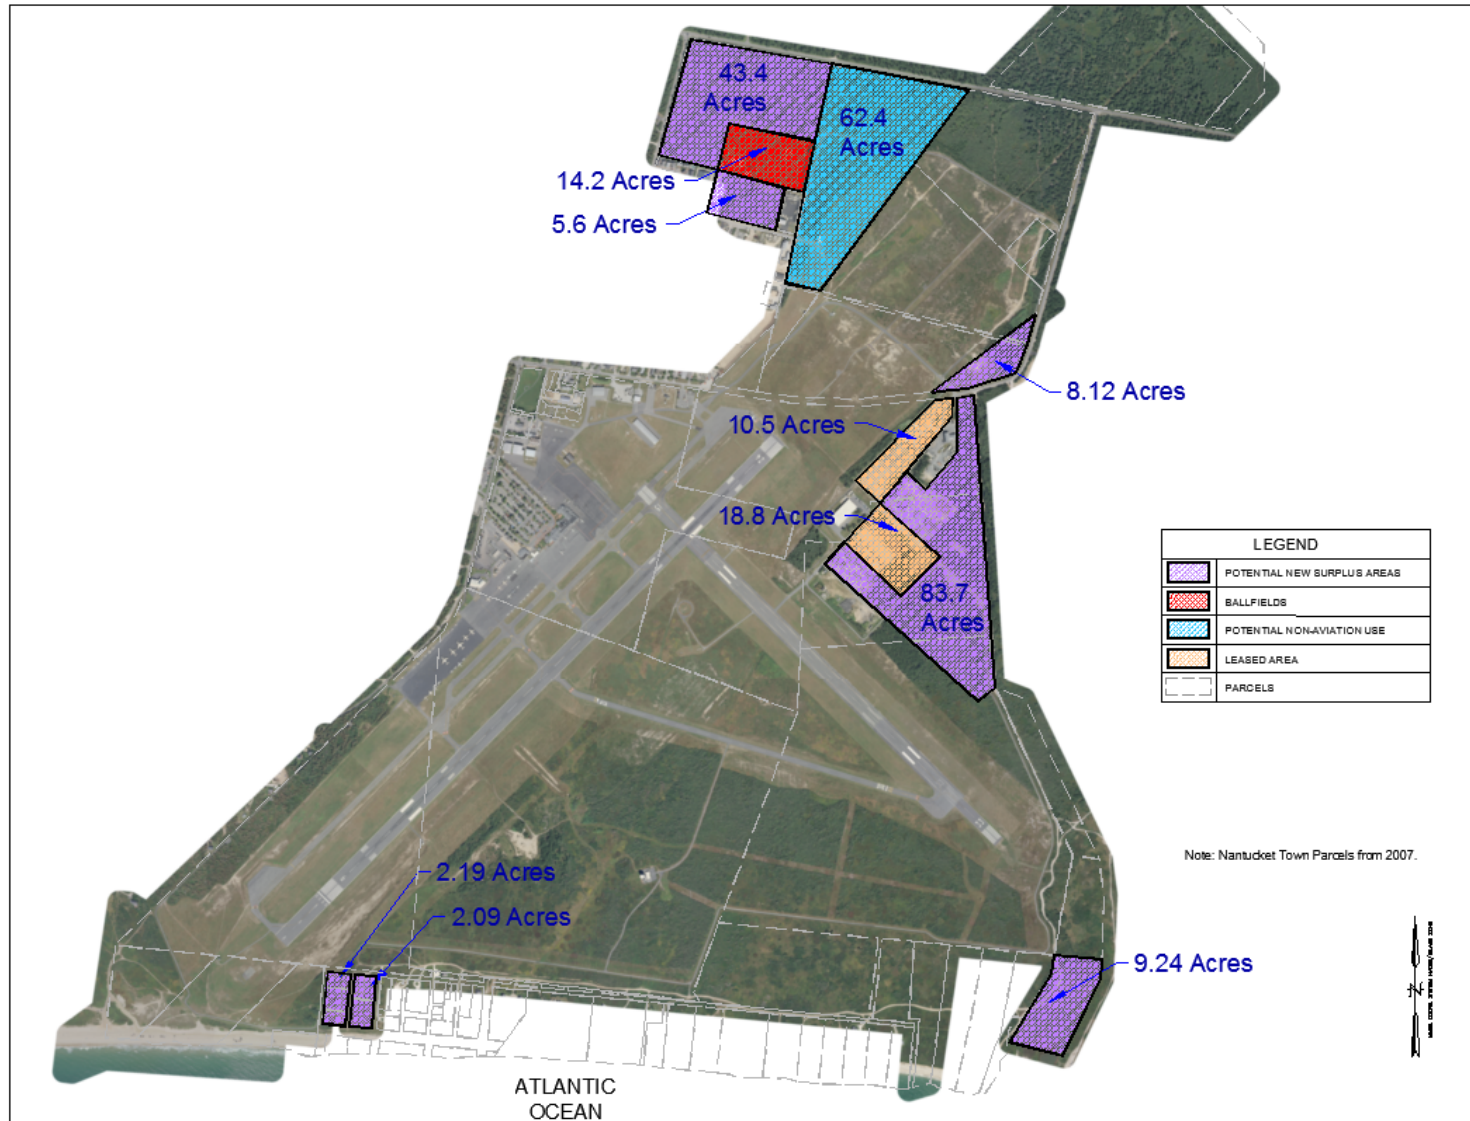 43.4
Acres
62.4
Acres
14.2 Acres
5.6 Acres
8.12 Acres
10.5 Acres
18.8 Acres
83.7
Acres
LEGEND
POTENTIAL NEW SURPLUS AREAS
BALLFIELDS
POTENTIAL NON-AVIATION USE
LEASED AREA
PARCELS
Note: Nantucket Town Parcels from 2007.
2.19 Acres
2.09 Acres
9.24 Acres
Z
ATLANTIC
OCEAN